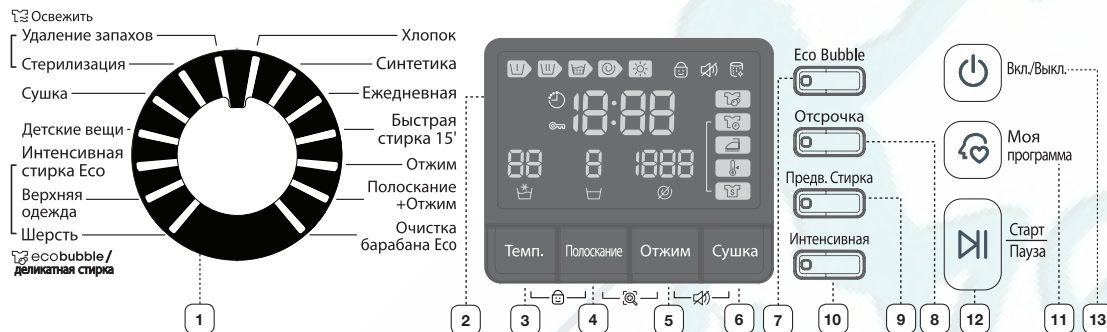 Освежить
Удаление запахов
Стерилизация
Сушка
Детские вещи
Интенсивная
стирка Eco
Верхняя
одежда
Шерсть
ecobubble/
деликатная стирка
Хлопок
Синтетика
Ежедневная
Быстрая
стирка 15'
Отжим
Полоскание
+Отжим
Очистка
барабана Eco
18:88
88 8 1888
Темп. Полоскание Отжим Сушка
Eco Bubble
Отсрочка
Предв. Стирка
Интенсивная
Вкл./Выкл.
Моя
программа
Старт
Пауза
1 2 3 4 5 6 7 10 9 8 12 11 13